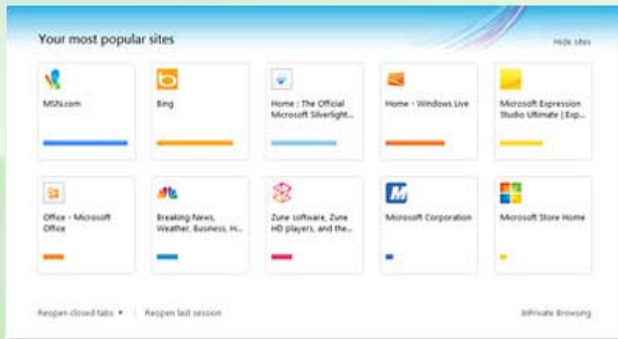 Your most popular sites
Hide sites
MSN.com
Bing
Home : The Official
Microsoft Silverlight...
Home - Windows Live
Microsoft Expression
Studio Ultimate | Exp...
Office - Microsoft
Office
Breaking News,
Weather, Business, H...
Zune software, Zune
HD players, and the...
Microsoft Corporation
Microsoft Store Home
Reopen closed tabs
Reopen last session
InPrivate Browsing